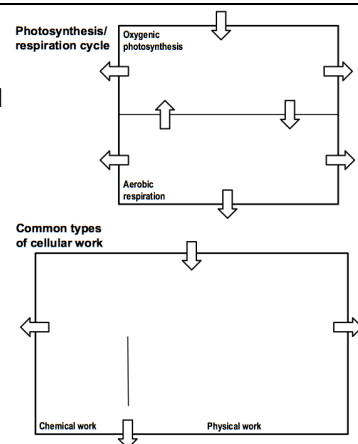 Photosynthesis/
respiration cycle
Oxygenic
photosynthesis
Aerobic
respiration
Common types
of cellular work
Chemical work
Physical work